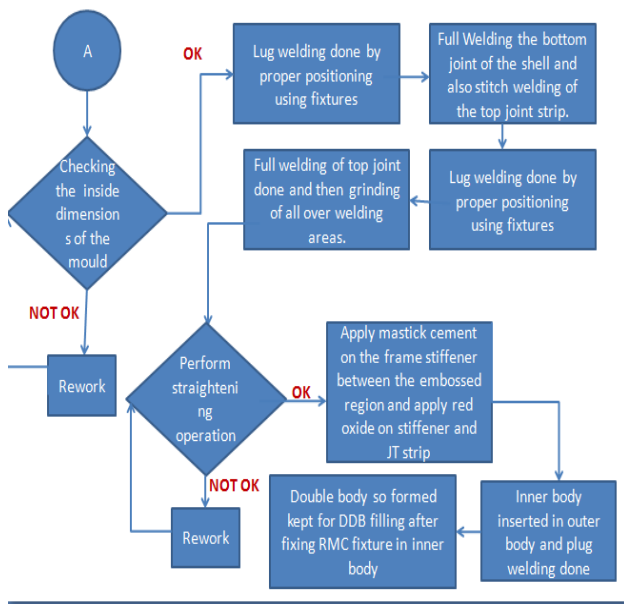 A
OK
Lug welding done by
proper positioning
using fixtures
Full Welding the bottom
joint of the shell and
also stitch welding of
the top joint strip.
Checking
the inside
dimension
s of the
mould
Full welding of top joint
done and then grinding
of all over welding
areas.
Lug welding done by
proper positioning
using fixtures
NOT OK
Rework
Perform
straighteni
ng
operation
OK
Apply mastick cement
on the frame stiffener
between the embossed
region and apply red
oxide on stiffener and
JT strip
NOT OK
Rework
Double body so formed
kept for DDB filling after
fixing RMC fixture in inner
body
Inner body
inserted in outer
body and plug
welding done